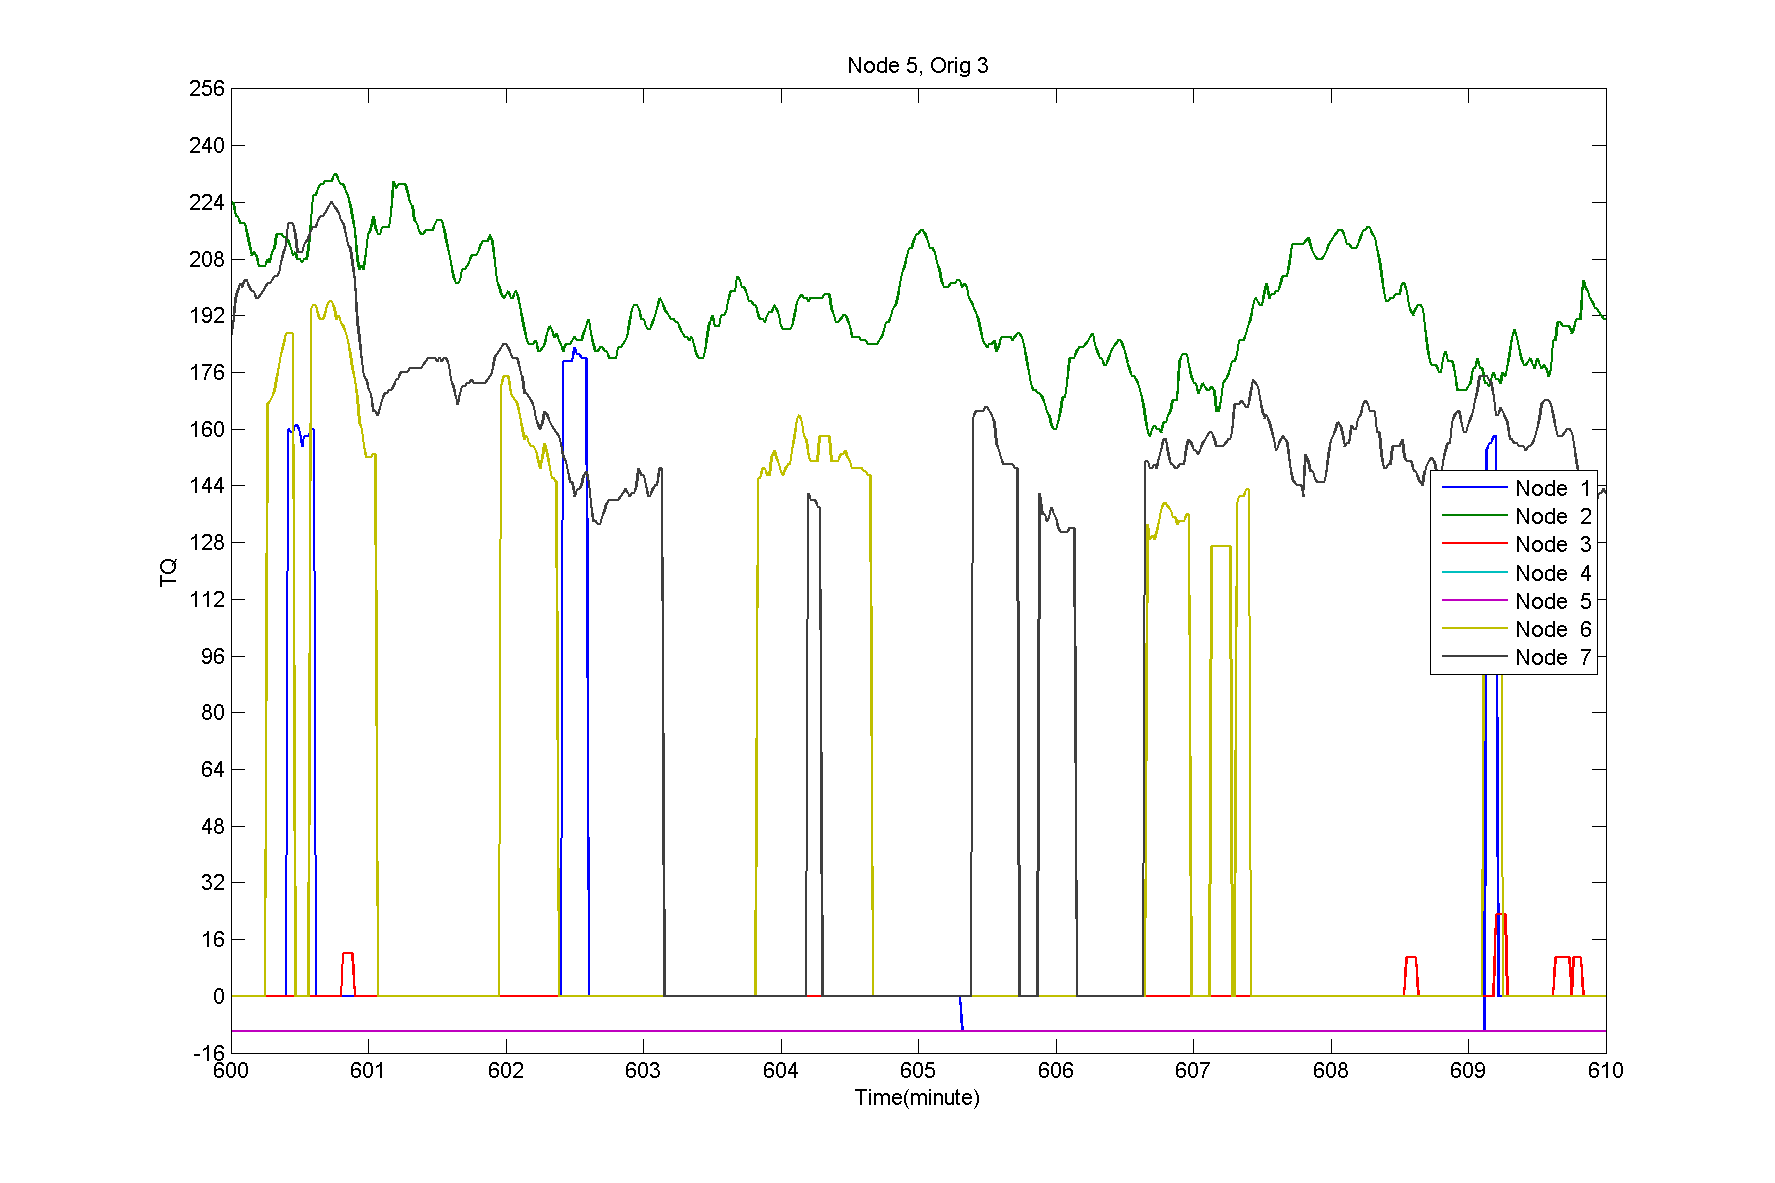 Node 5, Orig 3
256
240
224
208
192
176
160
144
128
112
96
80
64
48
32
16
0
-16
TQ
Node 1
Node 2
Node 3
Node 4
Node 5
Node 6
Node 7
600 601 602 603 604 605 606 607 608 609 610
Time(minute)